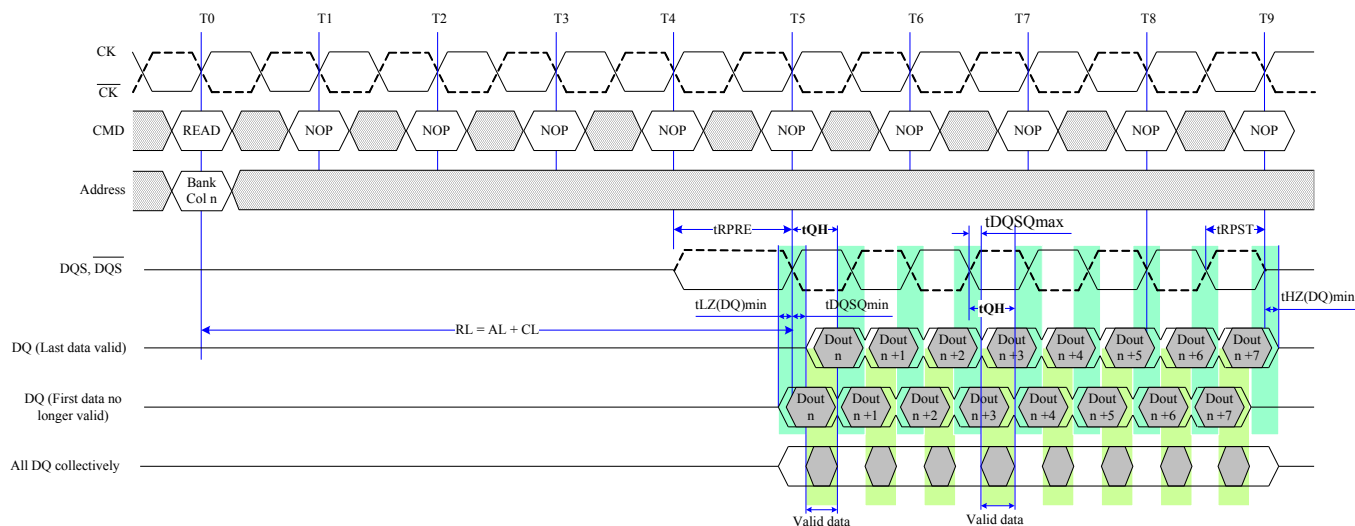 T0 T1 T2 T3 T4 T5 T6 T7 T8 T9
CK
CK
CMD READ NOP NOP NOP NOP NOP NOP NOP NOP NOP
Address Bank
Col n
tRPRE tQH tDQSQmax tRPST
DQS, DQS
tLZ(DQ)min tDQSQmin tQH tHZ(DQ)min
RL = AL + CL
DQ (Last data valid) Dout Dout Dout Dout Dout Dout Dout Dout
n n +1 n +2 n +3 n +4 n +5 n +6 n +7
DQ (First data no
longer valid)
Dout Dout Dout Dout Dout Dout Dout Dout
n n +1 n +2 n +3 n +4 n +5 n +6 n +7
All DQ collectively
Valid data Valid data